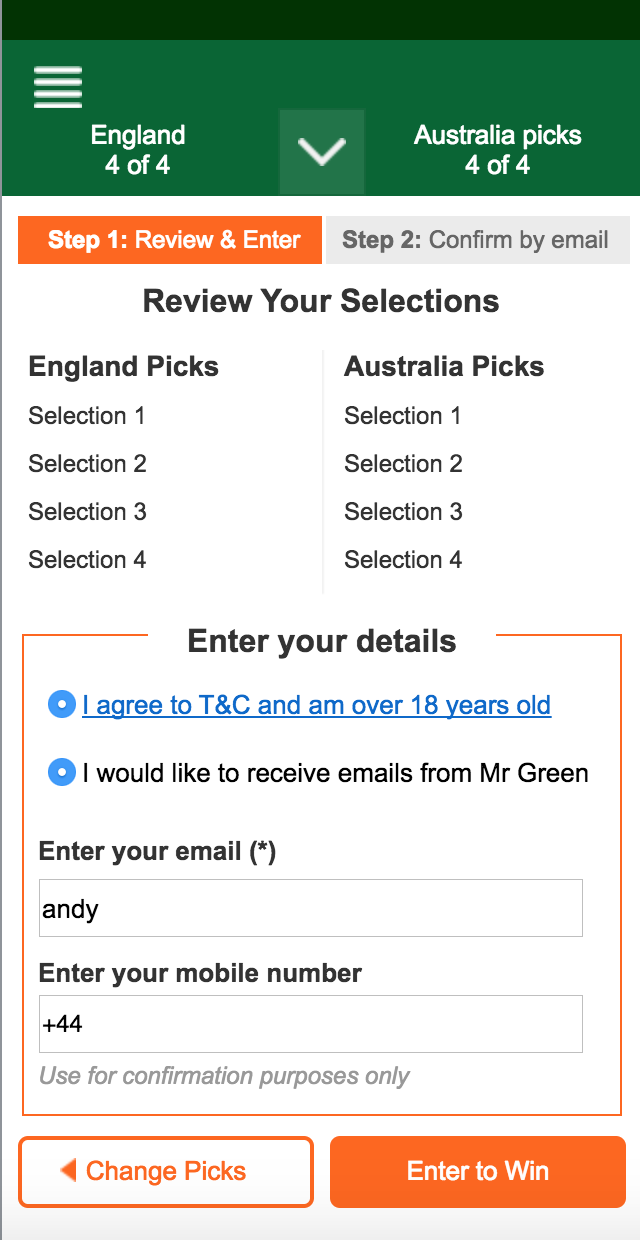 England
4 of 4
Australia picks
4 of 4
Step 1: Review & Enter
Step 2: Confirm by email
Review Your Selections
England Picks
Selection 1
Selection 2
Selection 3
Selection 4
Australia Picks
Selection 1
Selection 2
Selection 3
Selection 4
Enter your details
I agree to T&C and am over 18 years old
I would like to receive emails from Mr Green
Enter your email (*)
andy
Enter your mobile number
+44
Use for confirmation purposes only
Change Picks
Enter to Win